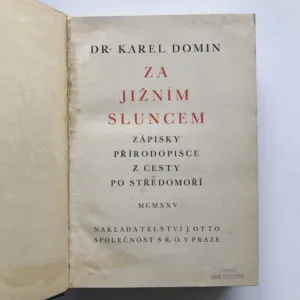 DR· KAREL DOMIN
ZA
JIŽNÍM
SLUNCEM
ZÁPISKY
PŘÍRODOPISCE
Z CESTY
PO STŘEDOMOŘÍ
MCMXXV
NAKLADATELSTVÍ J. OTTO
SPOLEČNOST S R. O. V PRAZE